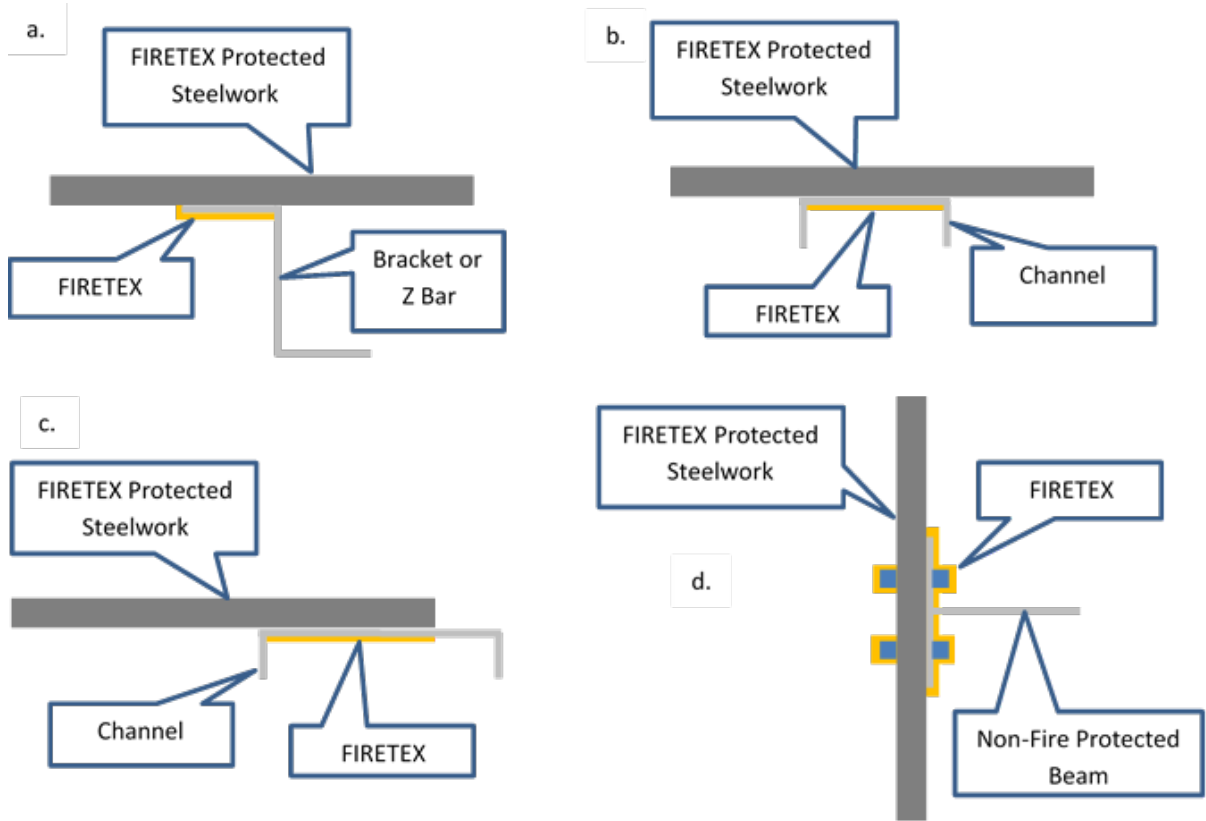 a.
FIRETEX Protected
Steelwork
FIRETEX
Bracket or
Z Bar
b.
FIRETEX Protected
Steelwork
FIRETEX
Channel
c.
FIRETEX Protected
Steelwork
Channel
FIRETEX
d.
FIRETEX Protected
Steelwork
FIRETEX
Non-Fire Protected
Beam